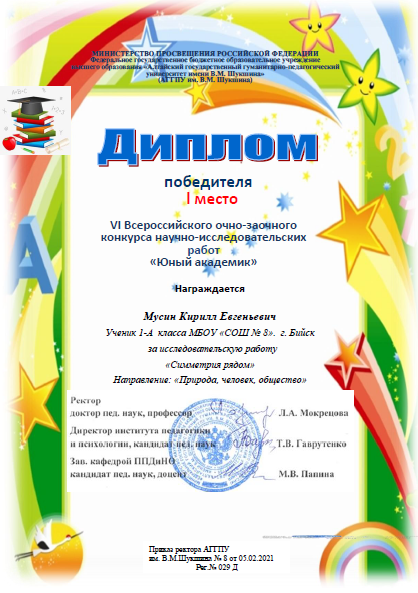 МИНИСТЕРСТВО ПРОСВЕЩЕНИЯ РОССИЙСКОЙ ФЕДЕРАЦИИ
Федеральное государственное бюджетное образовательное учреждение
высшего образования «Алтайский государственный гуманитарно-педагогический
университет имени В.М. Шукшина»
(АГГПУ им. В.М. Шукшина)
Диплом
победителя
I место
VI Всероссийского очно-заочного
конкурса научно-исследовательских
работ
«Юный академик»
Награждается
Мусин Кирилл Евгеньевич
Ученик 1-А класса МБОУ «СОШ № 8». г. Бийск
за исследовательскую работу
«Симметрия рядом»
Направление: «Природа, человек, общество»
Ректор
доктор пед. наук, профессор Л.А. Мокрецова
Директор института педагогики
и психологии, кандидат пед. наук Т.В. Гаврутенко
Зав. кафедрой ППДиНО
кандидат пед. наук, доцент М.В. Папина
Приказ ректора АГГПУ
им. В.М.Шукшина № 8 от 05.02.2021
Рег.№ 029 Д